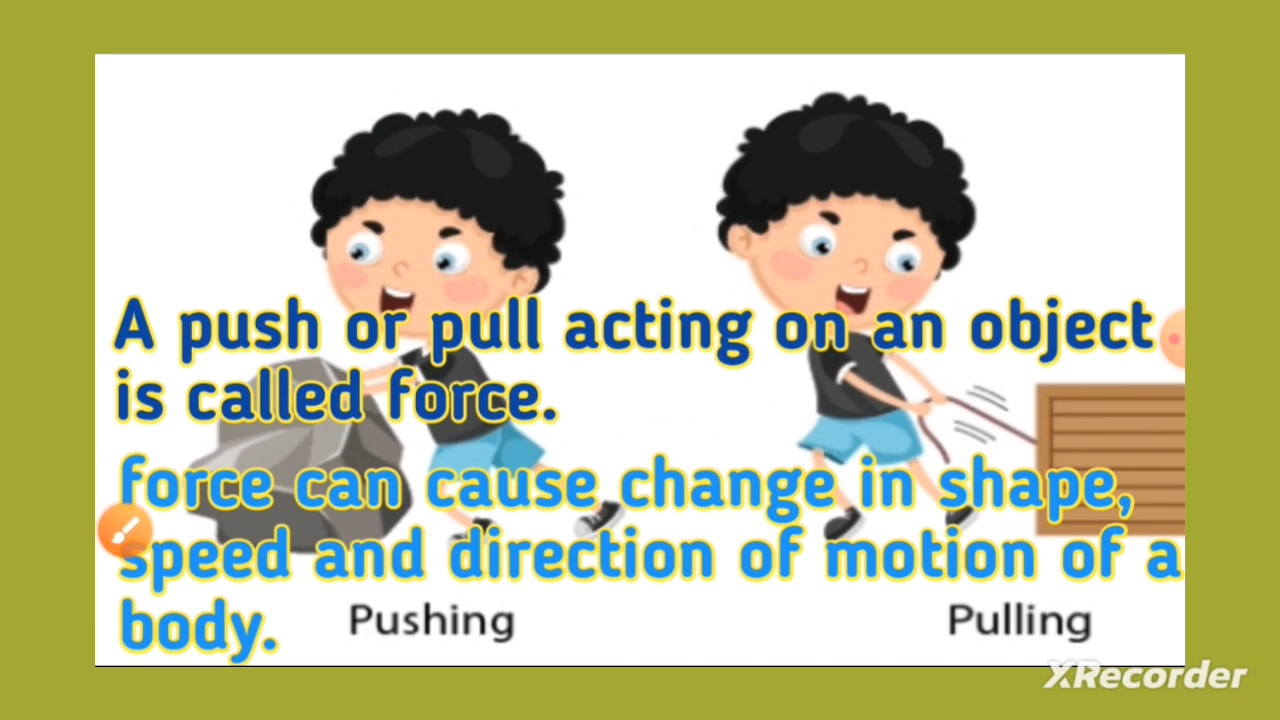 A push or pull acting on an object
is called force.
force can cause change in shape,
speed and direction of motion of a
body.
Pushing
Pulling
XRecorder